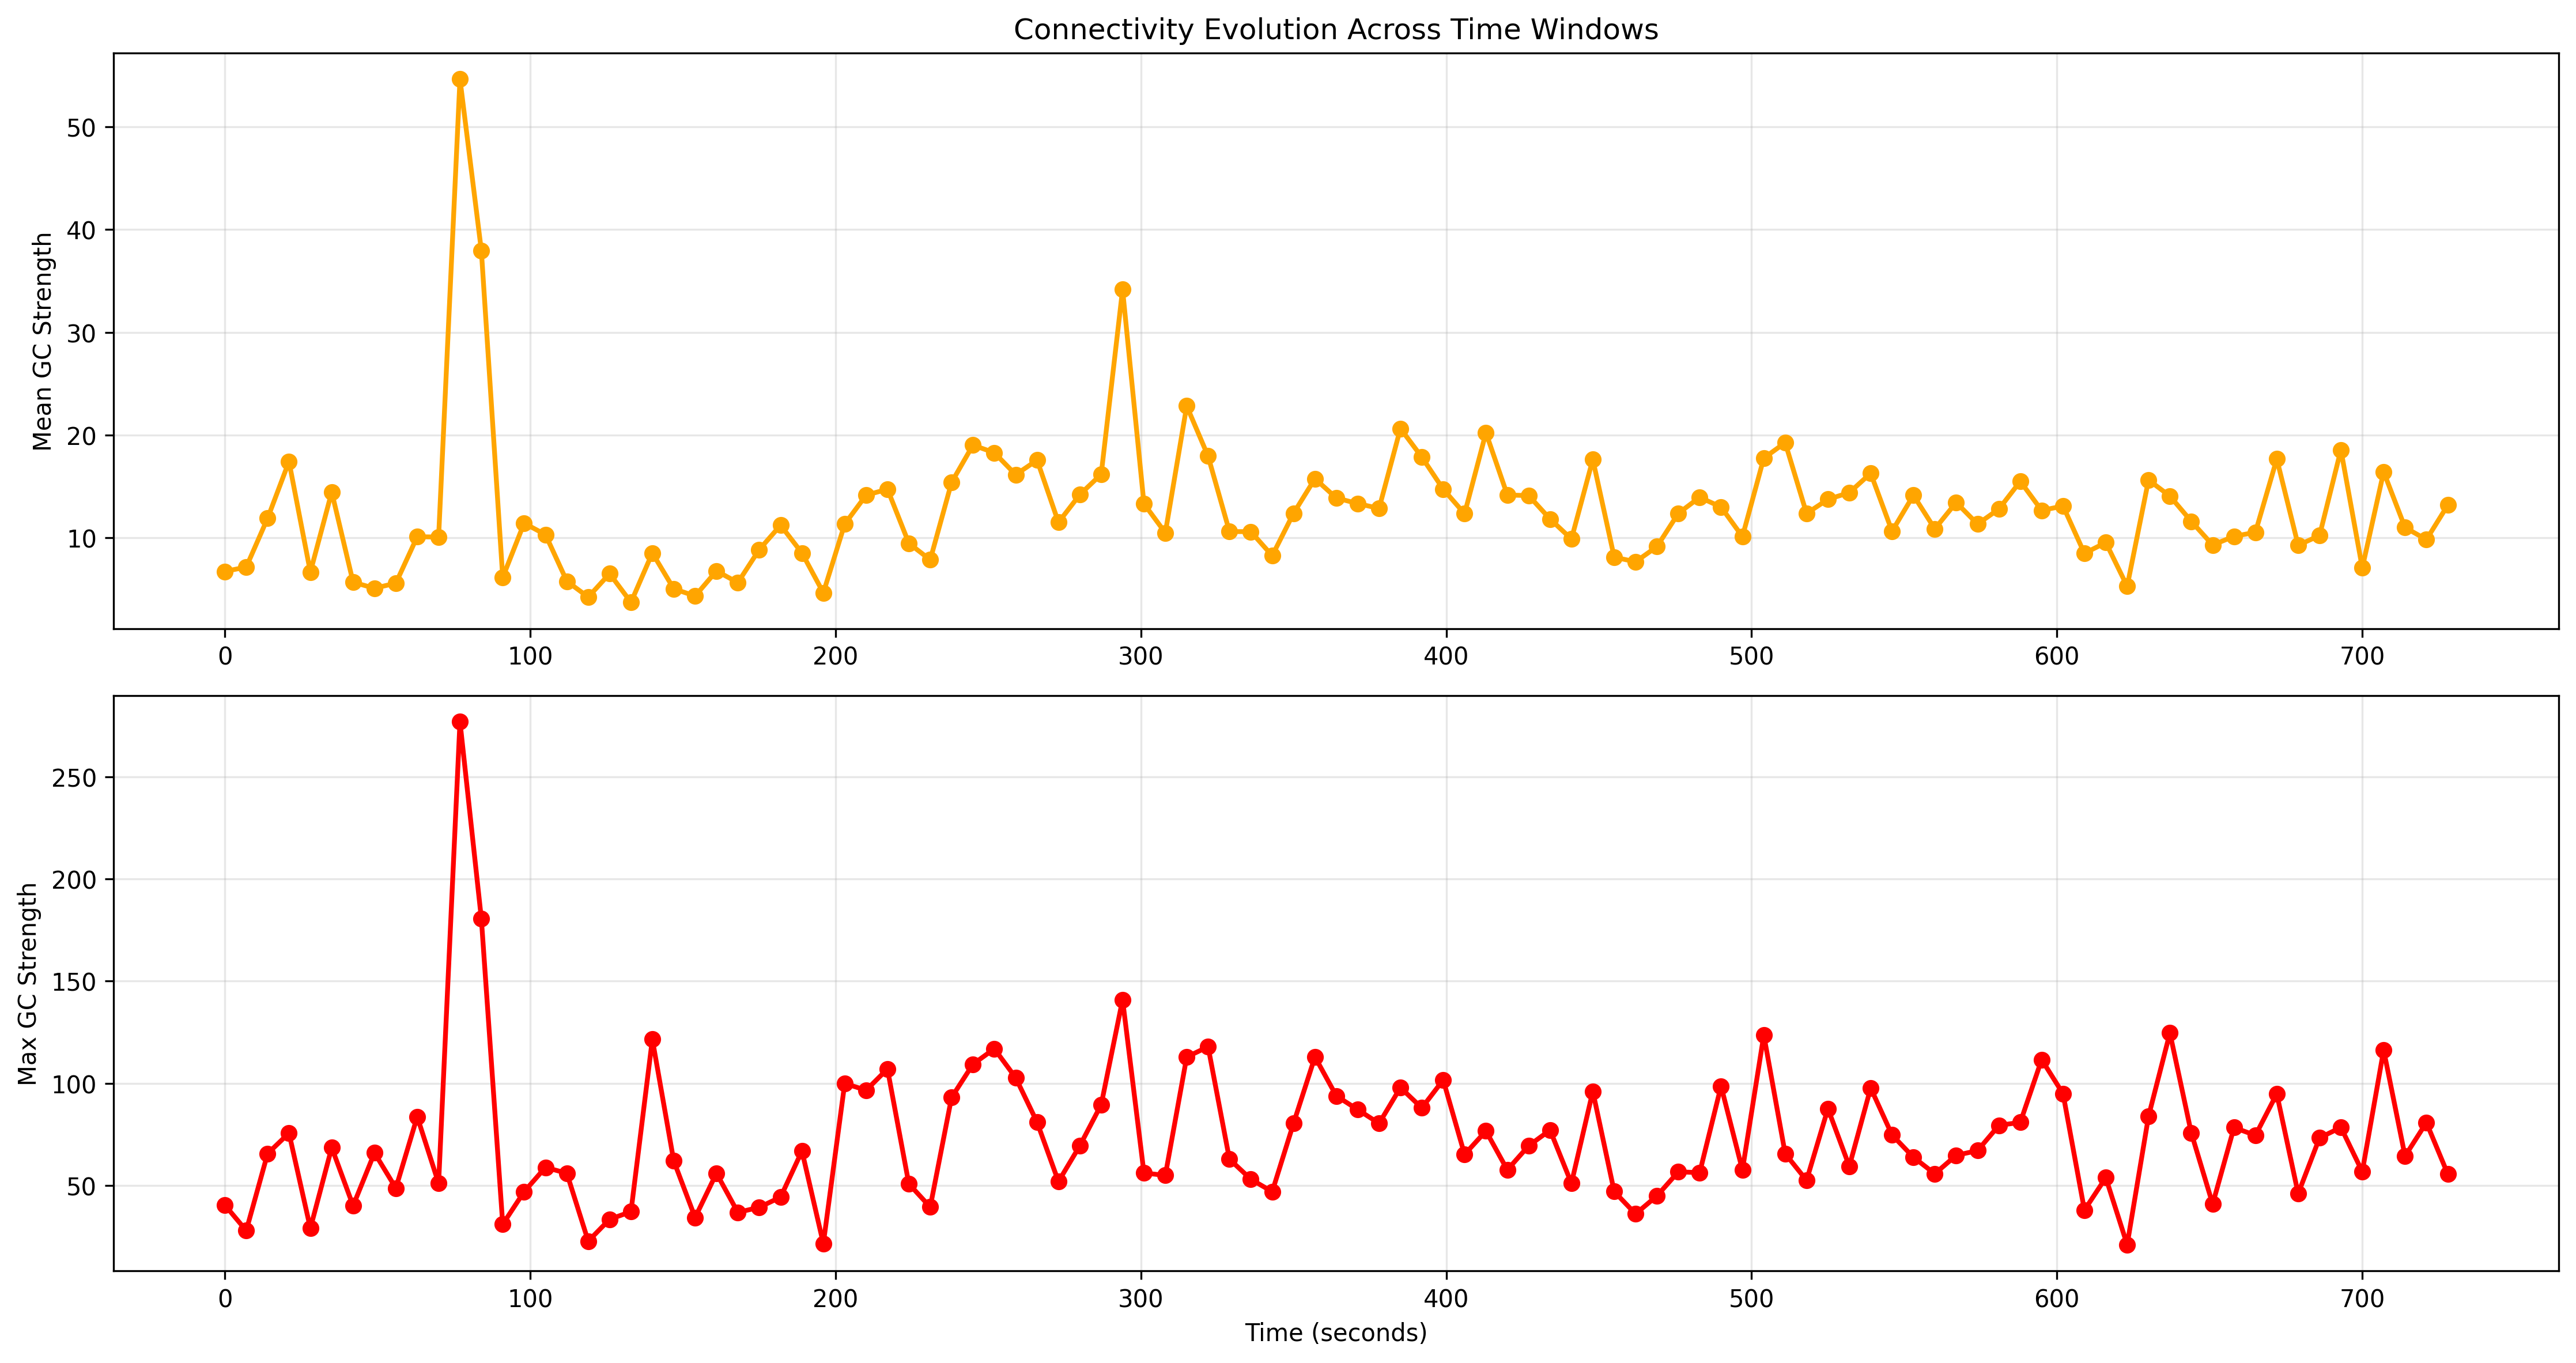 Connectivity Evolution Across Time Windows
Mean GC Strength
50
40
30
20
10
0 100 200 300 400 500 600 700
Max GC Strength
250
200
150
100
50
0 100 200 300 400 500 600 700
Time (seconds)